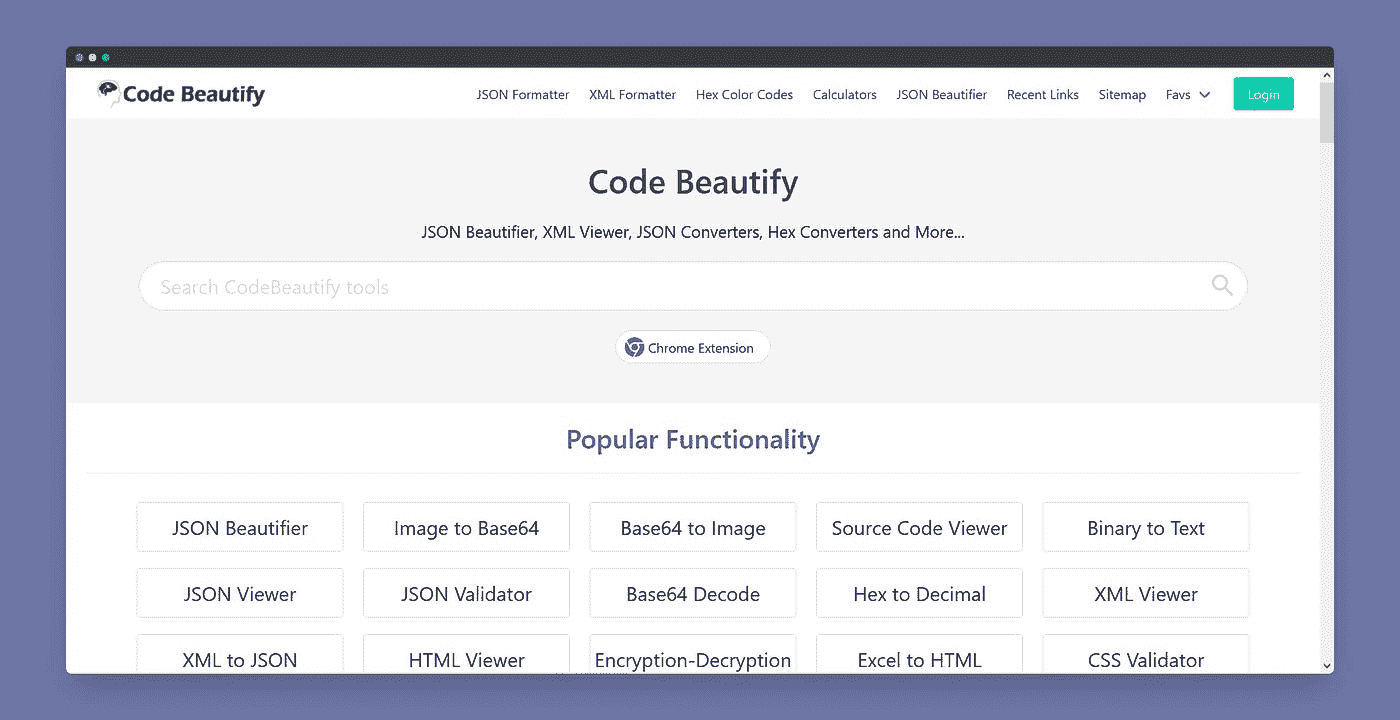 Code Beautify
JSON Formatter XML Formatter Hex Color Codes Calculators JSON Beautifier Recent Links Sitemap Favs Login
Code Beautify
JSON Beautifier, XML Viewer, JSON Converters, Hex Converters and More...
Search CodeBeautify tools
Chrome Extension
Popular Functionality
JSON Beautifier Image to Base64 Base64 to Image Source Code Viewer Binary to Text
JSON Viewer JSON Validator Base64 Decode Hex to Decimal XML Viewer
XML to JSON HTML Viewer Encryption-Decryption Excel to HTML CSS Validator